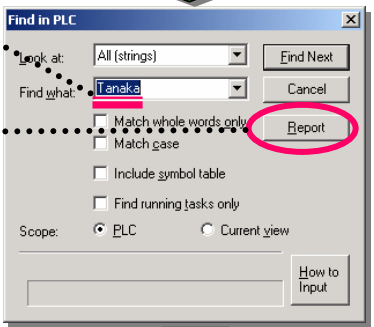 Find in PLC
Look at: All (strings) Find Next
Find what: Tanaka Cancel
Match whole words only Report
Match case
Include symbol table
Find running tasks only
Scope: PLC Current view
How to
Input